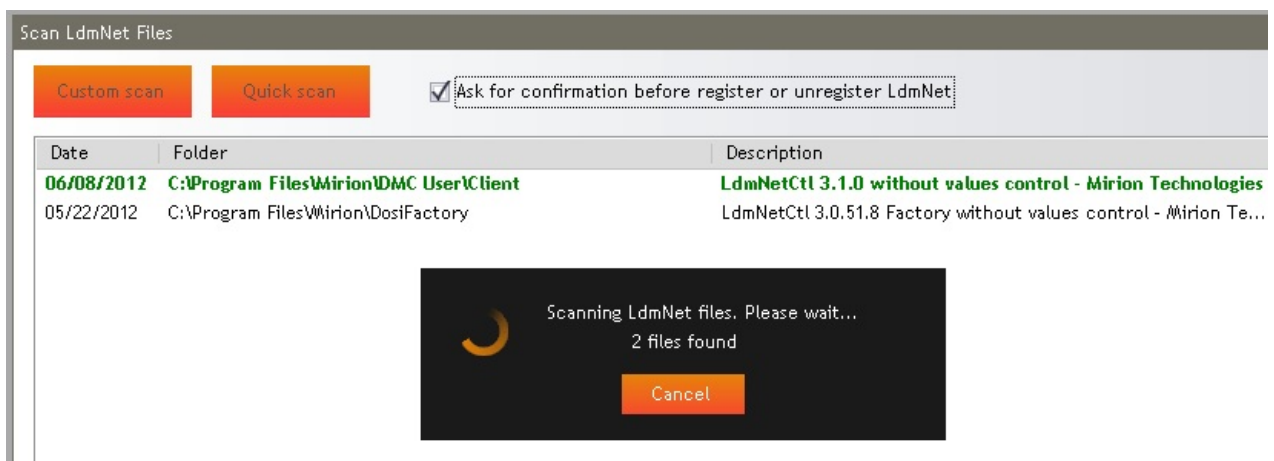 Scan LdmNet Files
Custom scan Quick scan Ask for confirmation before register or unregister LdmNet
Date Folder Description
06/08/2012 C:\Program Files\Mirion\DMC User\Client LdmNetCtl 3.1.0 without values control - Mirion Technologies
05/22/2012 C:\Program Files\Mirion\DosiFactory LdmNetCtl 3.0.51.8 Factory without values control - Mirion Te...
Scanning LdmNet files. Please wait...
2 files found
Cancel